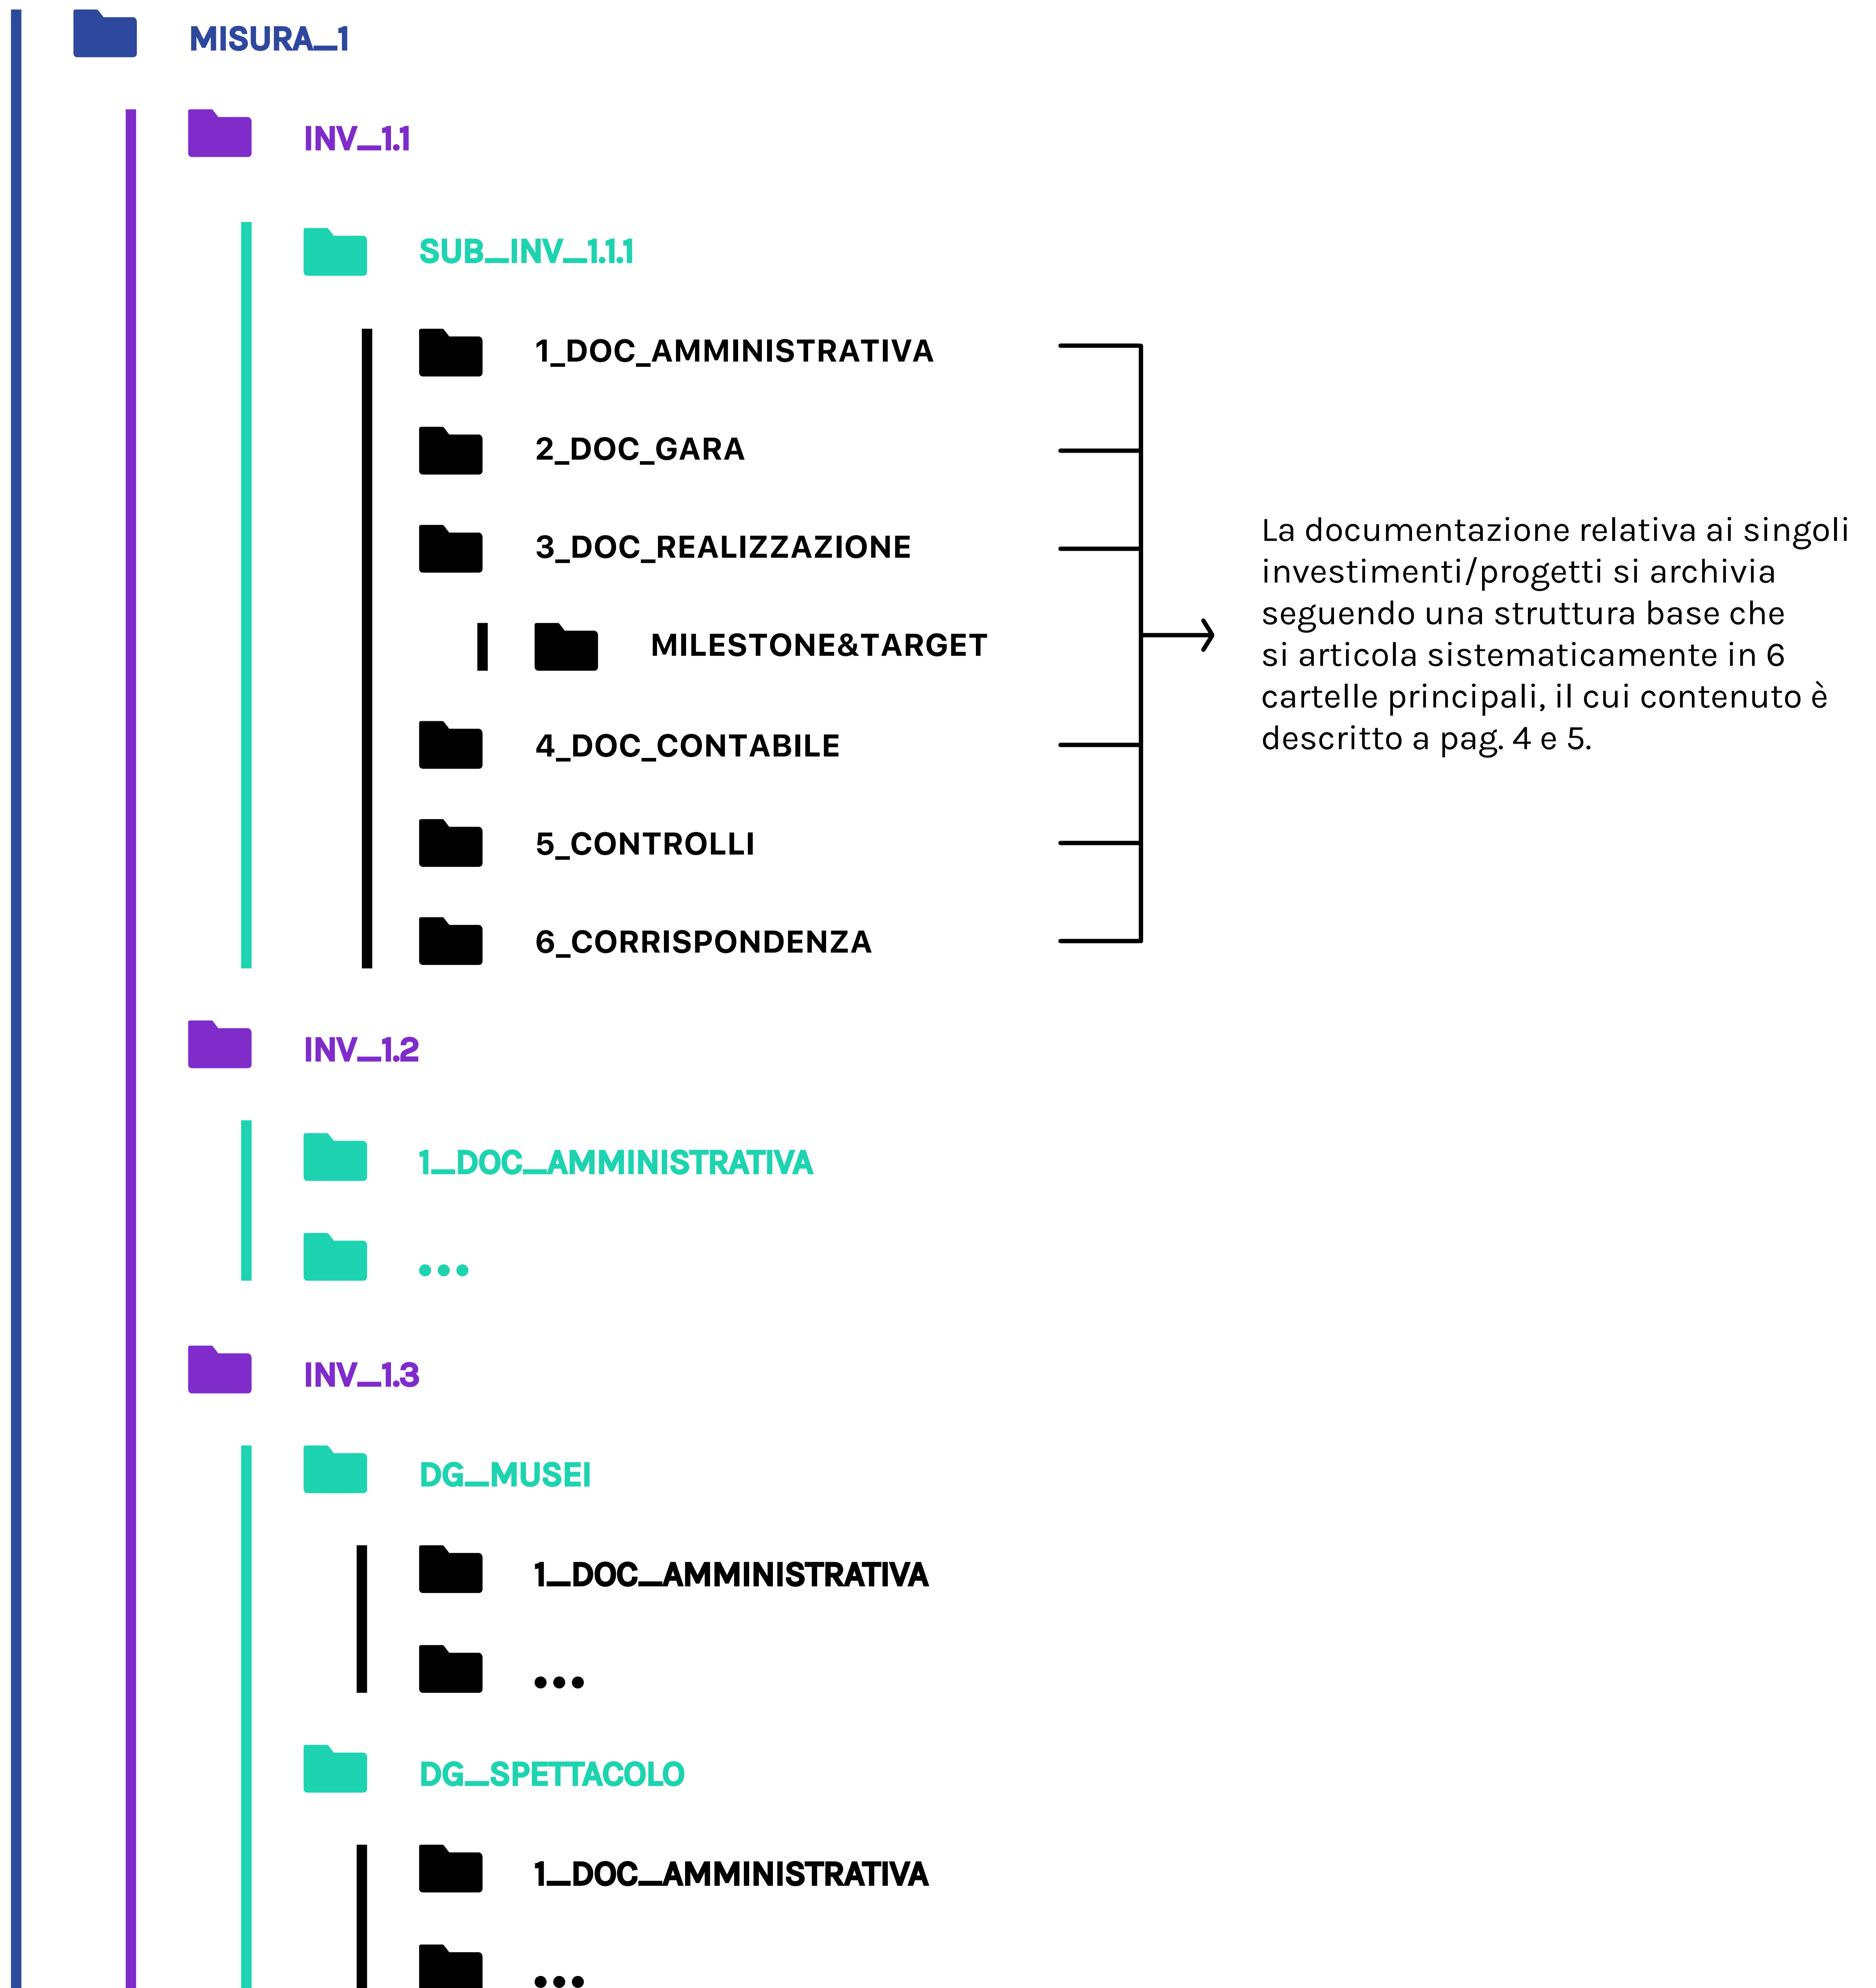 MISURA_1
INV_1.1
SUB_INV_1.1.1
1_DOC_AMMINISTRATIVA
2_DOC_GARA
3_DOC_REALIZZAZIONE
MILESTONE&TARGET
4_DOC_CONTABILE
5_CONTROLLI
6_CORRISPONDENZA
La documentazione relativa ai singoli
investimenti/progetti si archivia
seguendo una struttura base che
si articola sistematicamente in 6
cartelle principali, il cui contenuto è
descritto a pag. 4 e 5.
INV_1.2
1_DOC_AMMINISTRATIVA
...
INV_1.3
DG_MUSEI
1_DOC_AMMINISTRATIVA
...
DG_SPETTACOLO
1_DOC_AMMINISTRATIVA
...